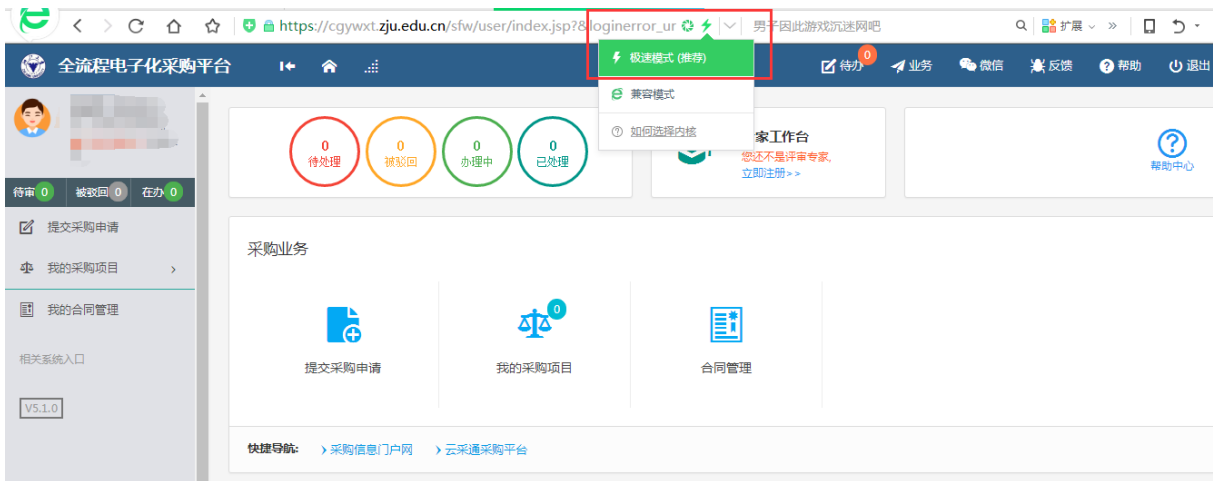 https://cgywxt.zju.edu.cn/sfw/user/index.jsp?&loginerror_ur
男子因此游戏沉迷网吧
扩展
全流程电子化采购平台
极速模式 (推荐)
兼容模式
如何选择内核
待办 0
业务
微信
反馈
帮助
退出
0
待处理
0
被驳回
0
办理中
0
已处理
家工作台
您还不是评审专家,
立即注册>>
帮助中心
待审 0 被驳回 0 在办 0
提交采购申请
我的采购项目
我的合同管理
相关系统入口
V5.1.0
采购业务
0
提交采购申请
我的采购项目
合同管理
快捷导航: 采购信息门户网 云采通采购平台